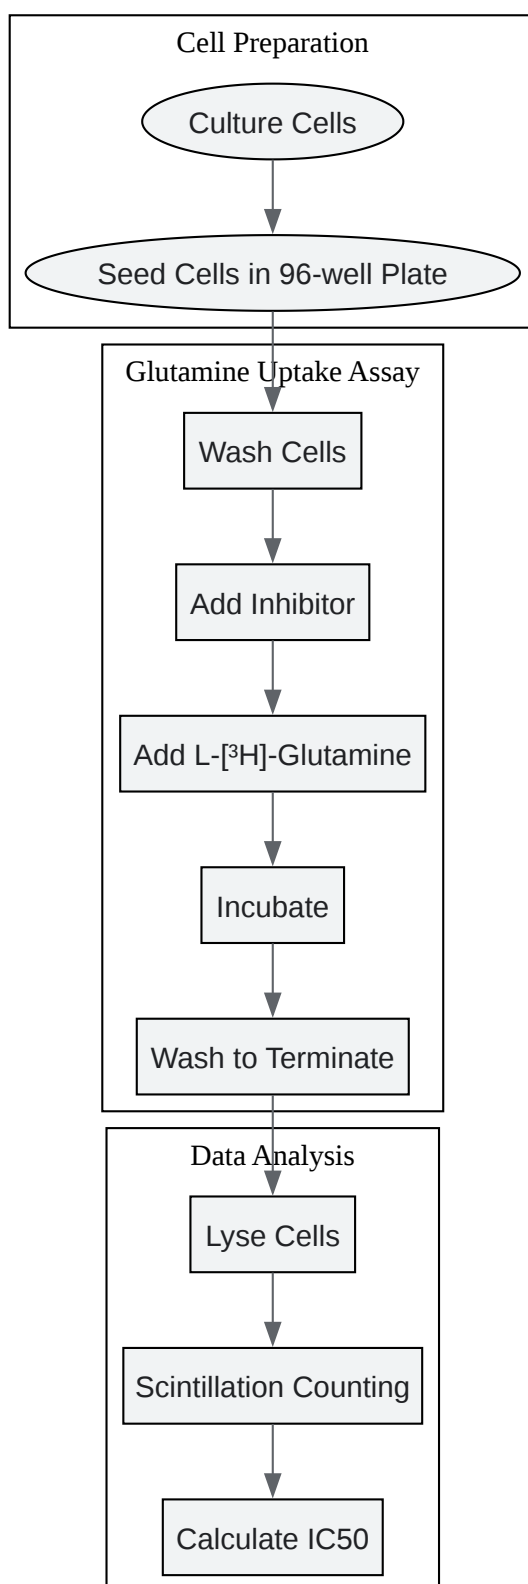 Cell Preparation
Culture Cells
Seed Cells in 96-well Plate
Glutamine Uptake Assay
Wash Cells
Add Inhibitor
Add L-[³H]-Glutamine
Incubate
Wash to Terminate
Data Analysis
Lyse Cells
Scintillation Counting
Calculate IC50